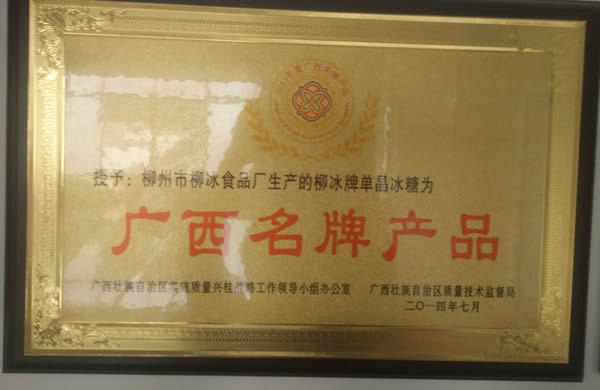 授予：柳州市柳冰食品厂生产的柳冰牌单晶冰糖为
广西名牌产品
广西壮族自治区实施质量兴桂战略工作领导小组办公室 广西壮族自治区质量技术监督局
二〇一四年七月